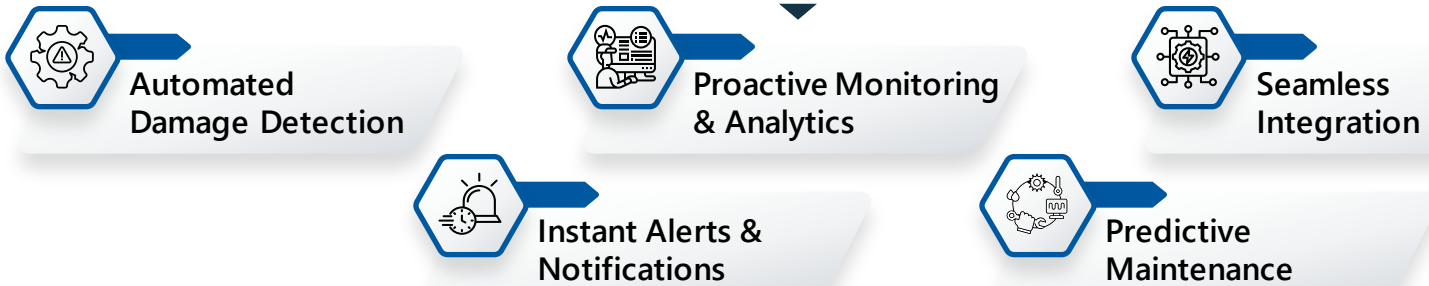 Automated
Damage Detection
Proactive Monitoring
& Analytics
Seamless
Integration
Instant Alerts &
Notifications
Predictive
Maintenance